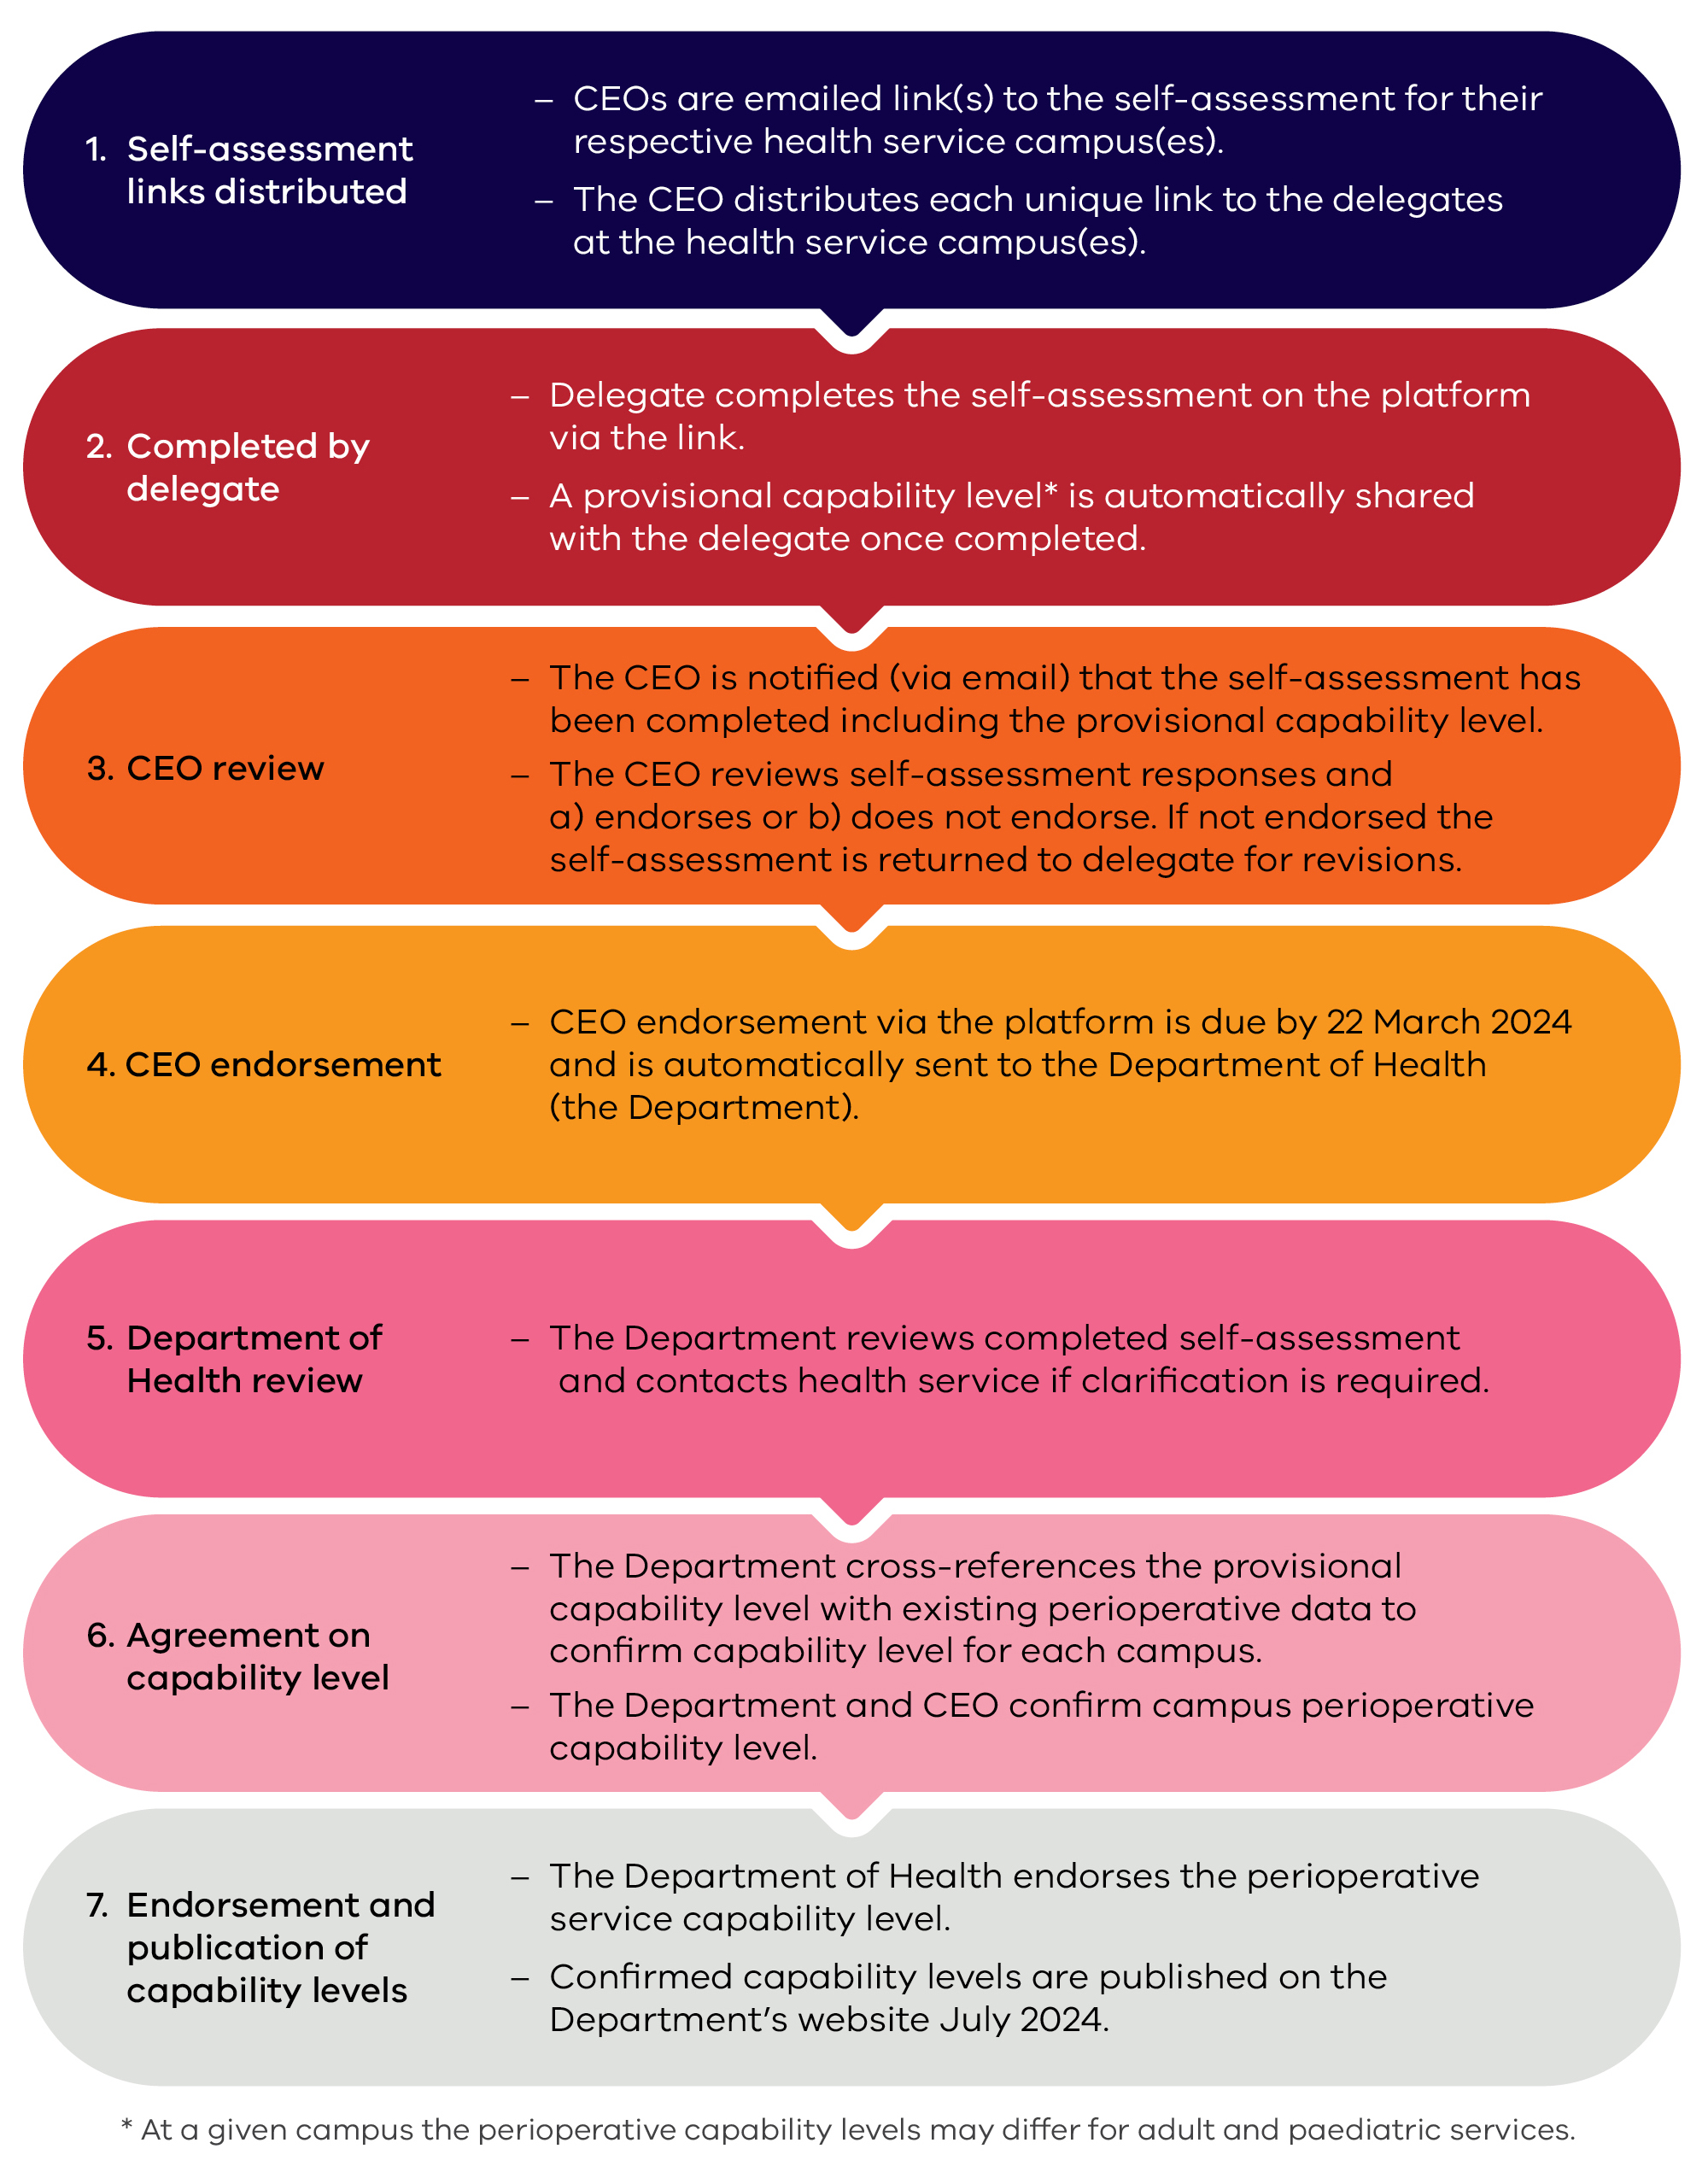 1. Self-assessment
links distributed
– CEOs are emailed link(s) to the self-assessment for their
respective health service campus(es).
– The CEO distributes each unique link to the delegates
at the health service campus(es).
2. Completed by
delegate
– Delegate completes the self-assessment on the platform
via the link.
– A provisional capability level* is automatically shared
with the delegate once completed.
3. CEO review
– The CEO is notified (via email) that the self-assessment has
been completed including the provisional capability level.
– The CEO reviews self-assessment responses and
a) endorses or b) does not endorse. If not endorsed the
self-assessment is returned to delegate for revisions.
4. CEO endorsement
– CEO endorsement via the platform is due by 22 March 2024
and is automatically sent to the Department of Health
(the Department).
5. Department of
Health review
– The Department reviews completed self-assessment
and contacts health service if clarification is required.
6. Agreement on
capability level
– The Department cross-references the provisional
capability level with existing perioperative data to
confirm capability level for each campus.
– The Department and CEO confirm campus perioperative
capability level.
7. Endorsement and
publication of
capability levels
– The Department of Health endorses the perioperative
service capability level.
– Confirmed capability levels are published on the
Department’s website July 2024.
* At a given campus the perioperative capability levels may differ for adult and paediatric services.